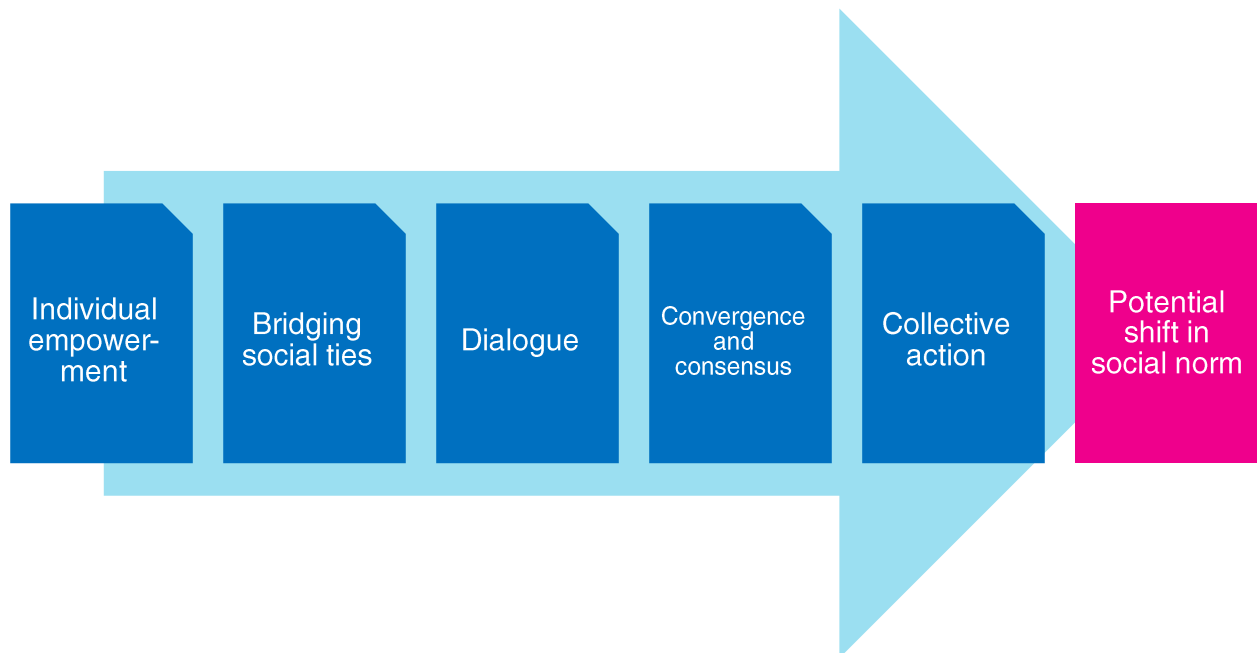 Individual
empower-
ment
Bridging
social ties
Dialogue
Convergence
and
consensus
Collective
action
Potential
shift in
social norm